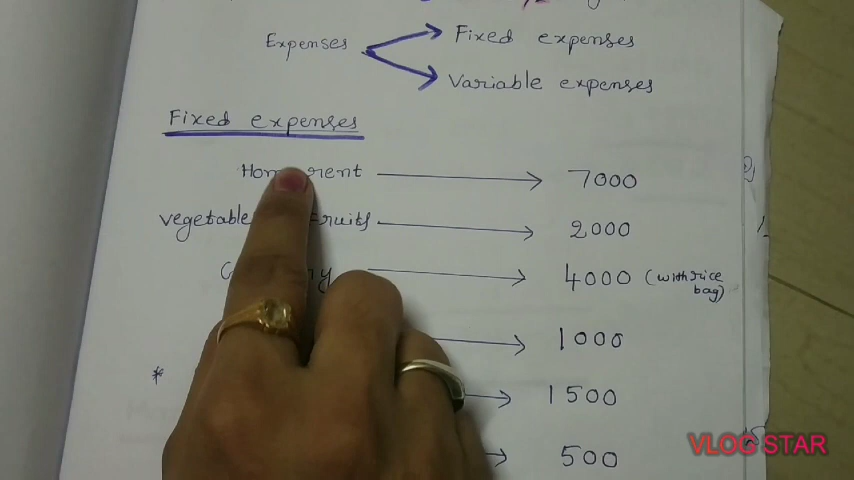 Expenses
Fixed expenses
Variable expenses
Fixed expenses
rent 7000
vegetable Fruits 2000
4000 (with rice
bag)
1000
* 1500
500
VLOG STAR